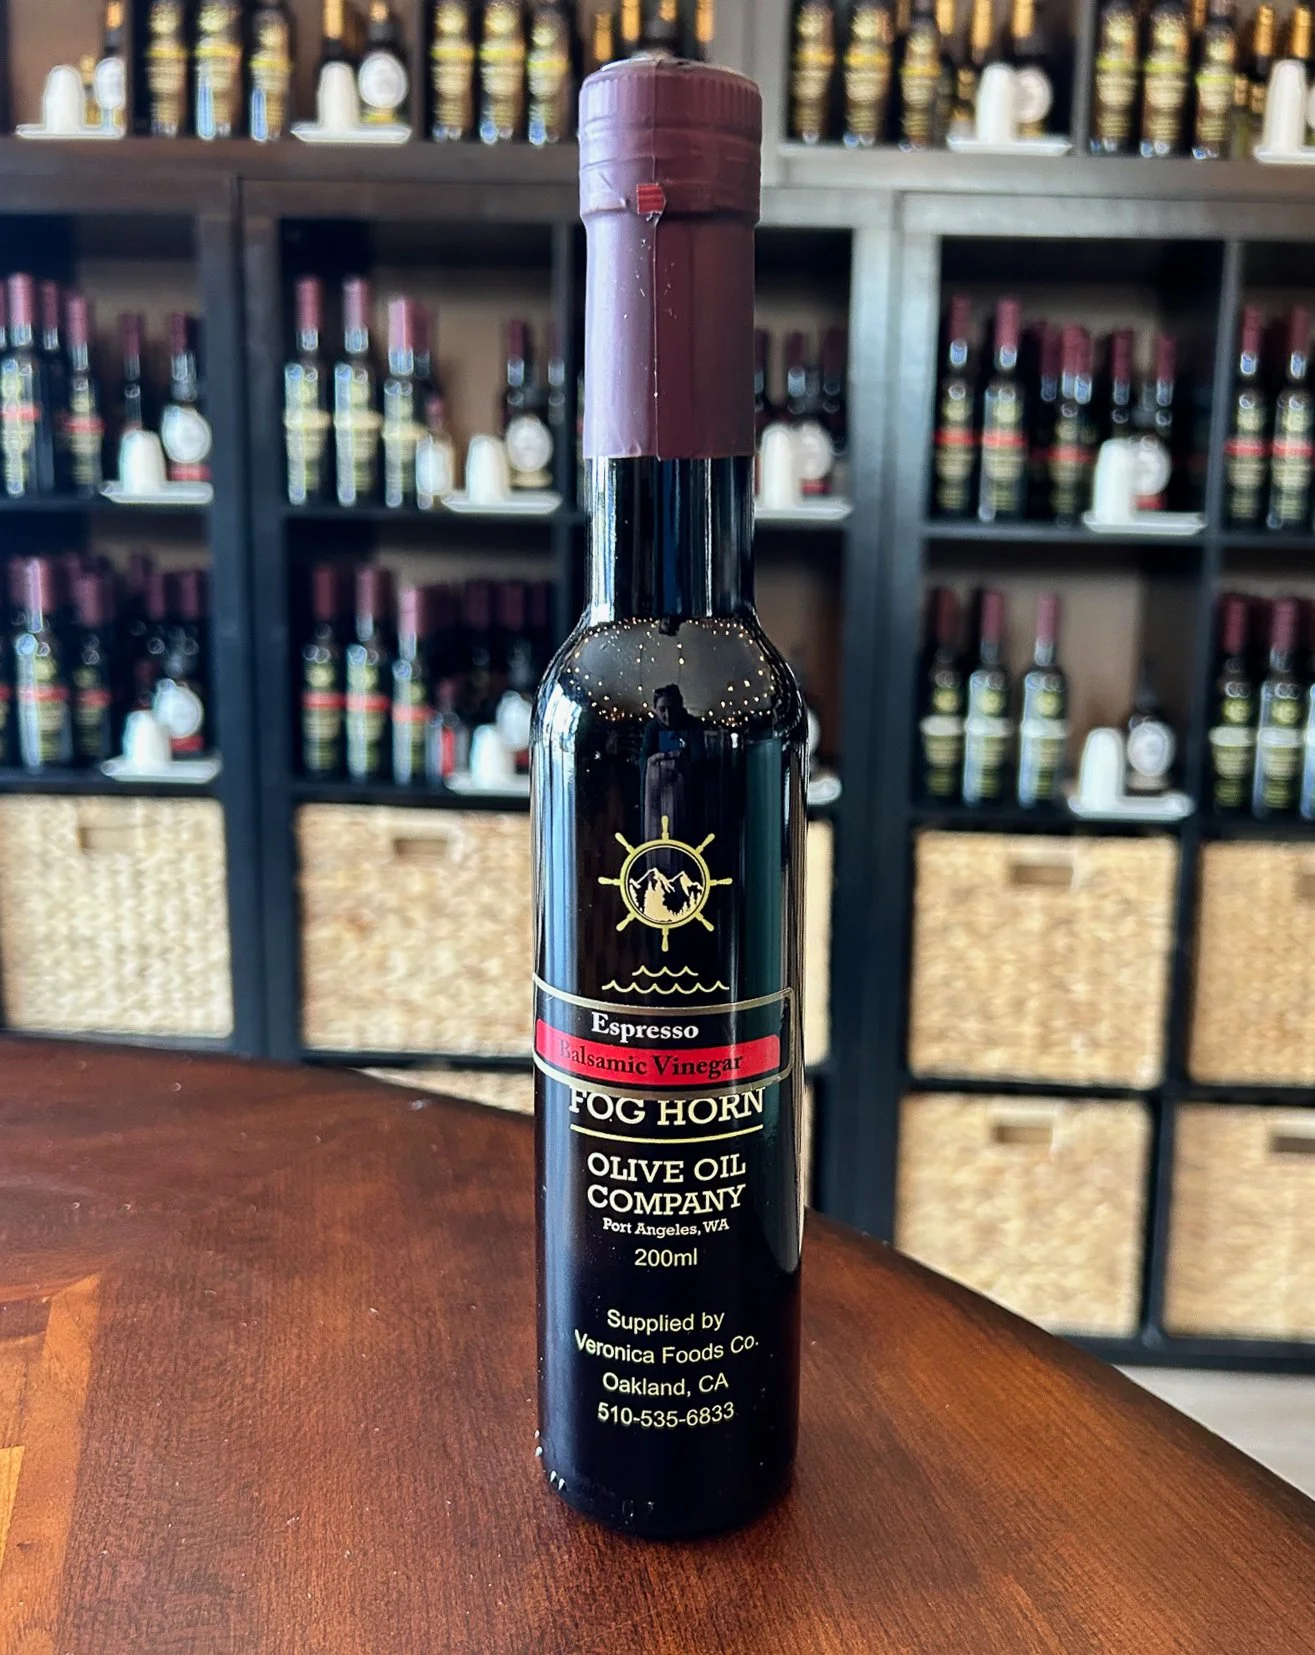 Espresso
Balsamic Vinegar
FOG HORN
OLIVE OIL
COMPANY
Port Angeles, WA
200ml
Supplied by
Veronica Foods Co.
Oakland, CA
510-535-6833